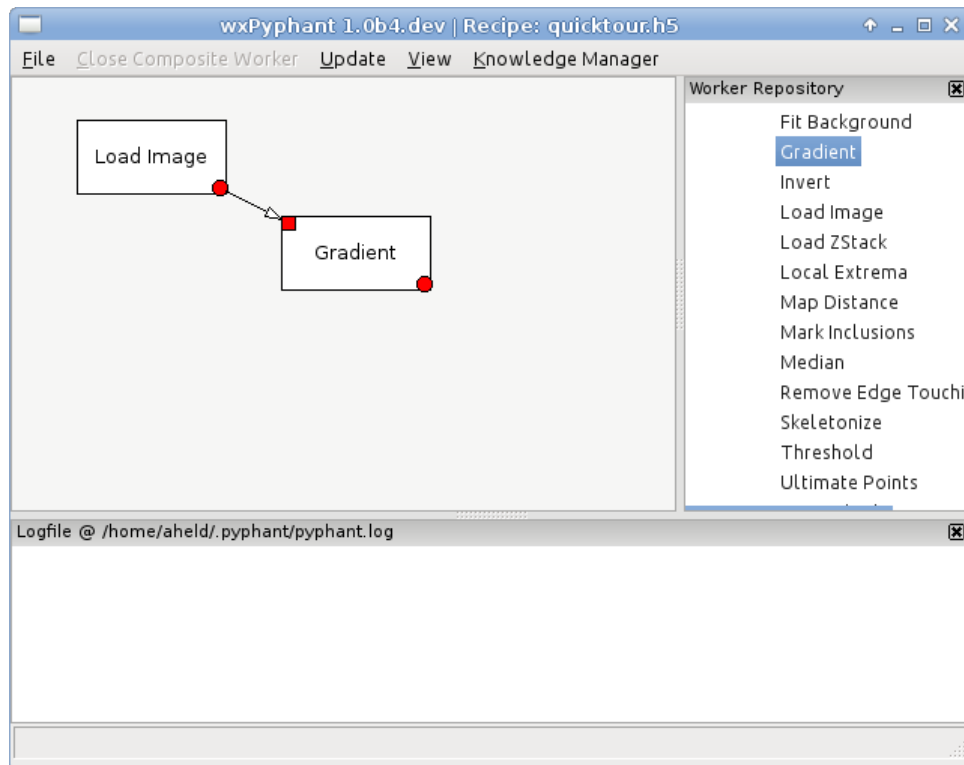 wxPyphant 1.0b4.dev | Recipe: quicktour.h5
File Close Composite Worker Update View Knowledge Manager
Load Image
Gradient
Worker Repository
Fit Background
Gradient
Invert
Load Image
Load ZStack
Local Extrema
Map Distance
Mark Inclusions
Median
Remove Edge Touchi
Skeletonize
Threshold
Ultimate Points
Logfile @ /home/aheld/.pyphant/pyphant.log